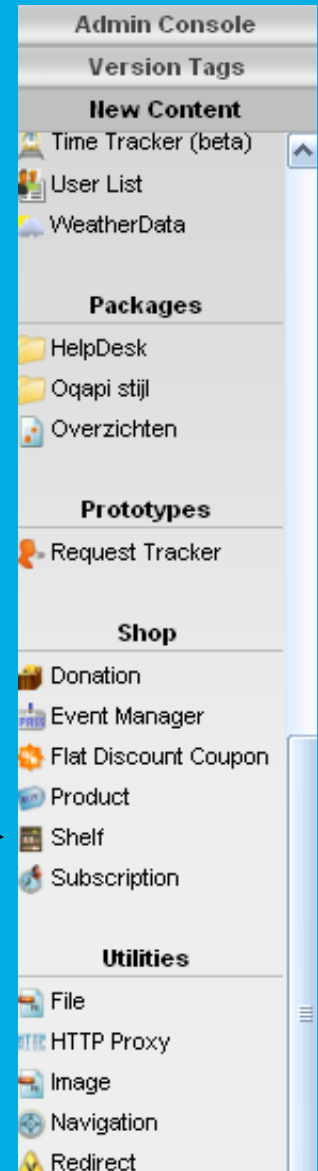 Admin Console
Version Tags
New Content
Time Tracker (beta)
User List
WeatherData
Packages
HelpDesk
Oqapi stijl
Overzichten
Prototypes
Request Tracker
Shop
Donation
Event Manager
Flat Discount Coupon
Product
Shelf
Subscription
Utilities
File
HTTP Proxy
Image
Navigation
Redirect